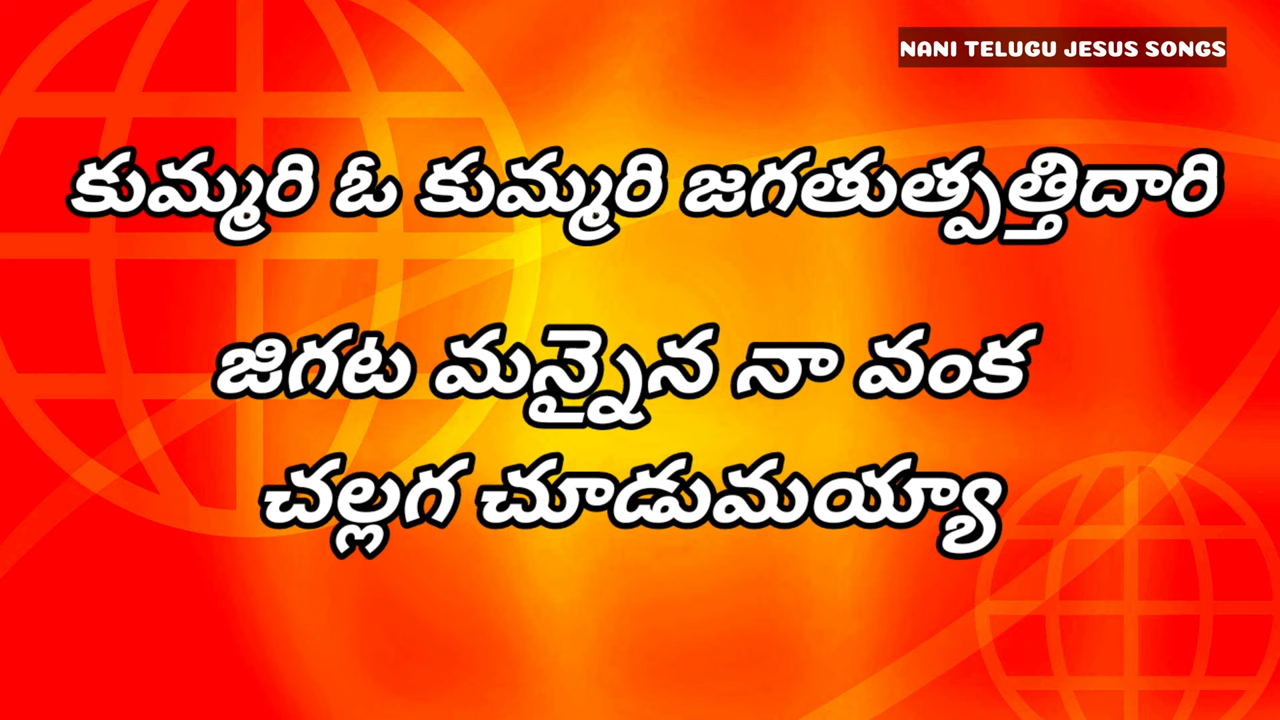 NANI TELUGU JESUS SONGS
కుమ్మరి ఓ కుమ్మరి జగతుత్పత్తిదారి
జిగట మన్నైన నా వంక
చల్లగ చూడుమయ్యా